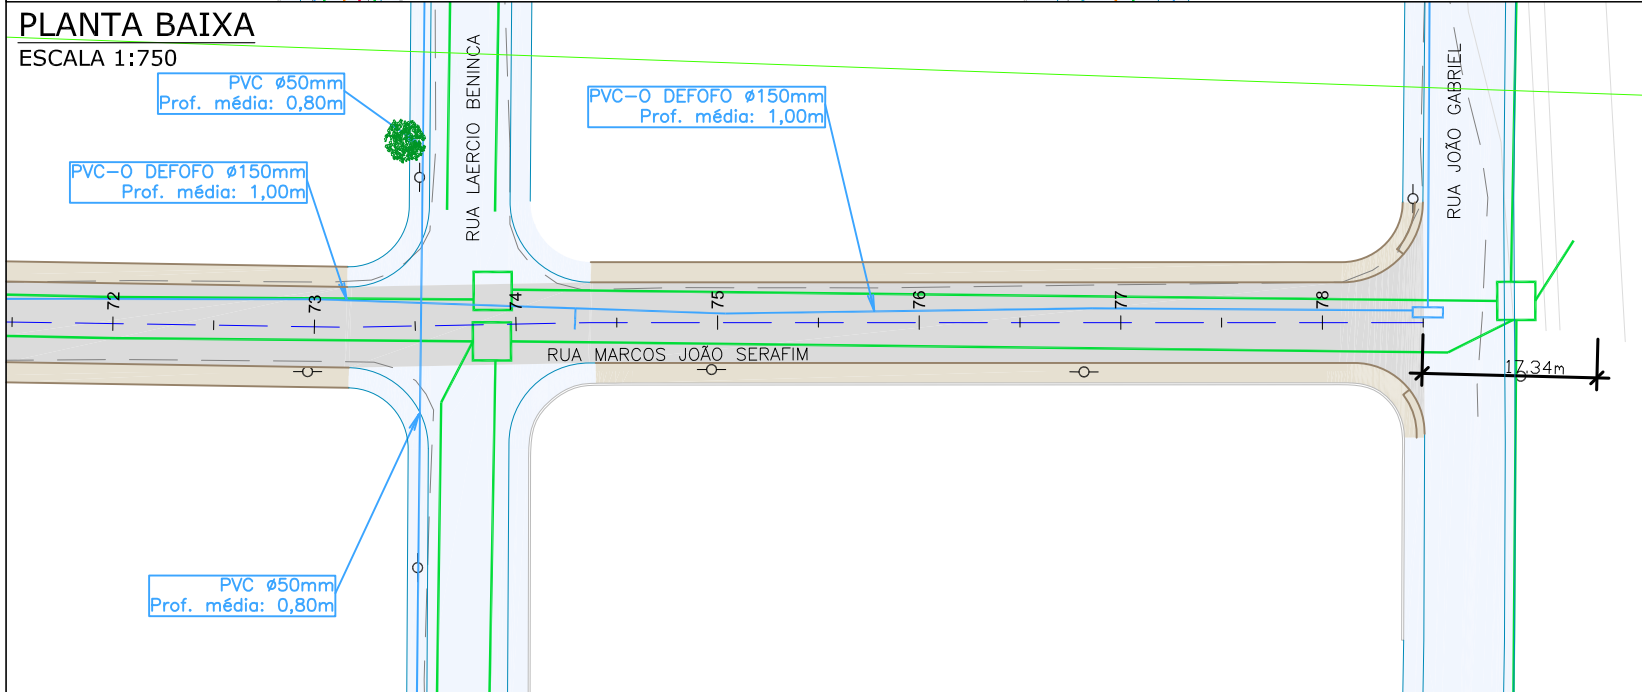 PLANTA BAIXA
ESCALA 1:750
PVC ø50mm
Prof. média: 0,80m
PVC-O DEFOFO ø150mm
Prof. média: 1,00m
RUA LAERCIO BENINCA
PVC-O DEFOFO ø150mm
Prof. média: 1,00m
RUA JOÃO GABRIEL
72
73
74
75
76
77
78
RUA MARCOS JOÃO SERAFIM
17.34m
PVC ø50mm
Prof. média: 0,80m